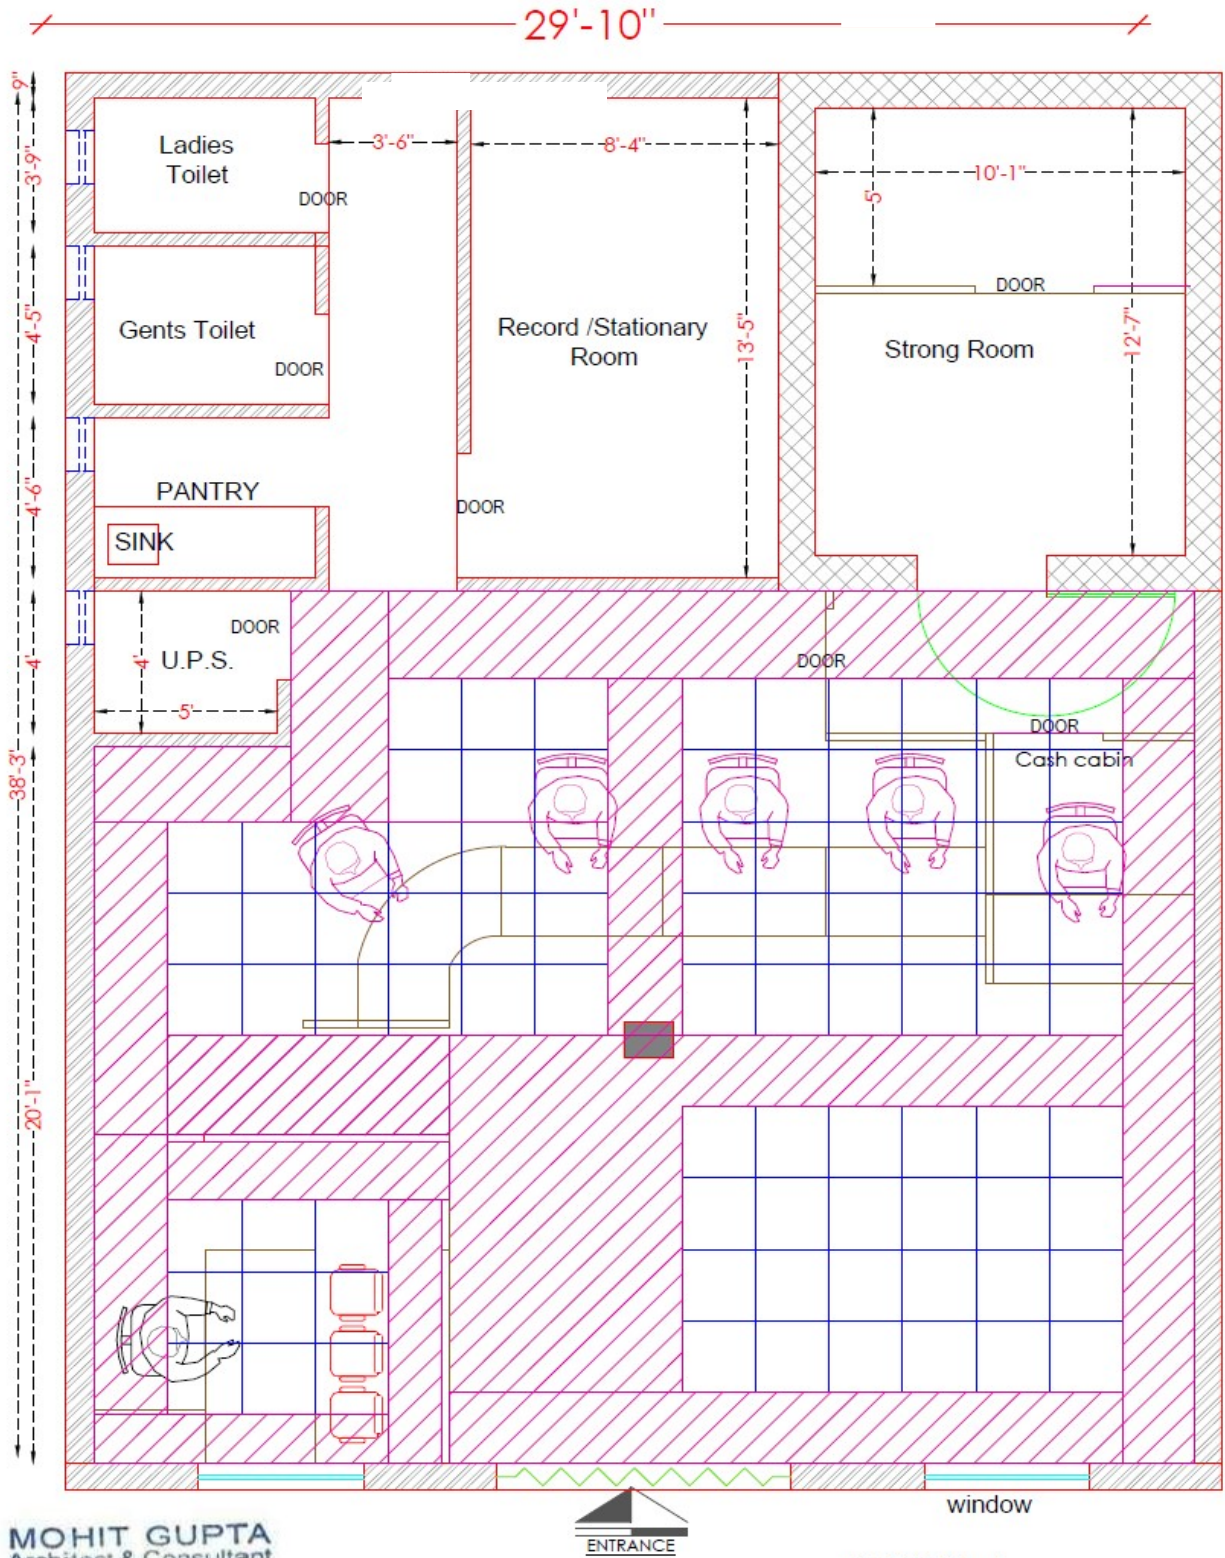 29'-10"
9"
3'-9"
4'-5"
4'-6"
4'
38'-3"
20'-1"
Ladies
Toilet
DOOR
3'-6"
8'-4"
10'-1"
5'
DOOR
12'-7"
Gents Toilet
DOOR
Record /Stationary
Room
13'-5"
Strong Room
PANTRY
SINK
DOOR
DOOR
4'
U.P.S.
5'
DOOR
DOOR
Cash cabin
window
ENTRANCE
MOHIT GUPTA
Architect & Consultant